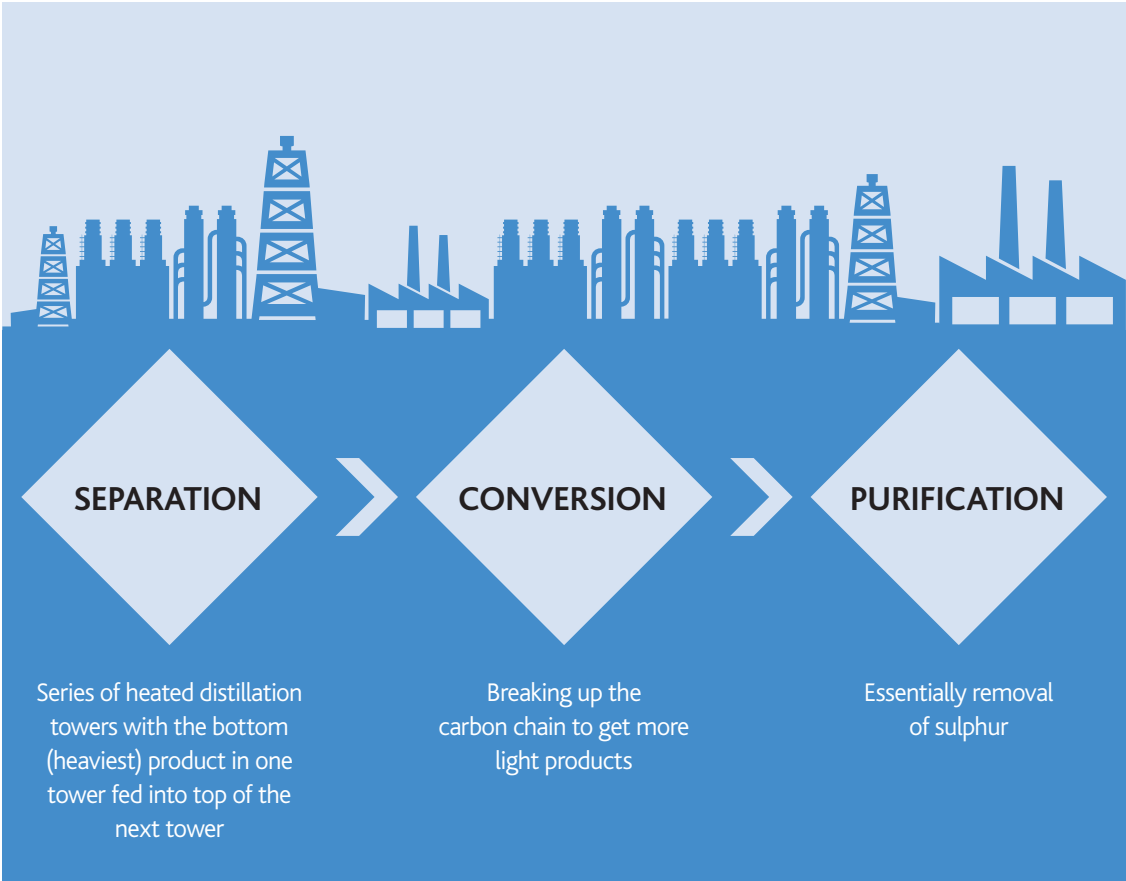 SEPARATION
CONVERSION
PURIFICATION
Series of heated distillation
towers with the bottom
(heaviest) product in one
tower fed into top of the
next tower
Breaking up the
carbon chain to get more
light products
Essentially removal
of sulphur